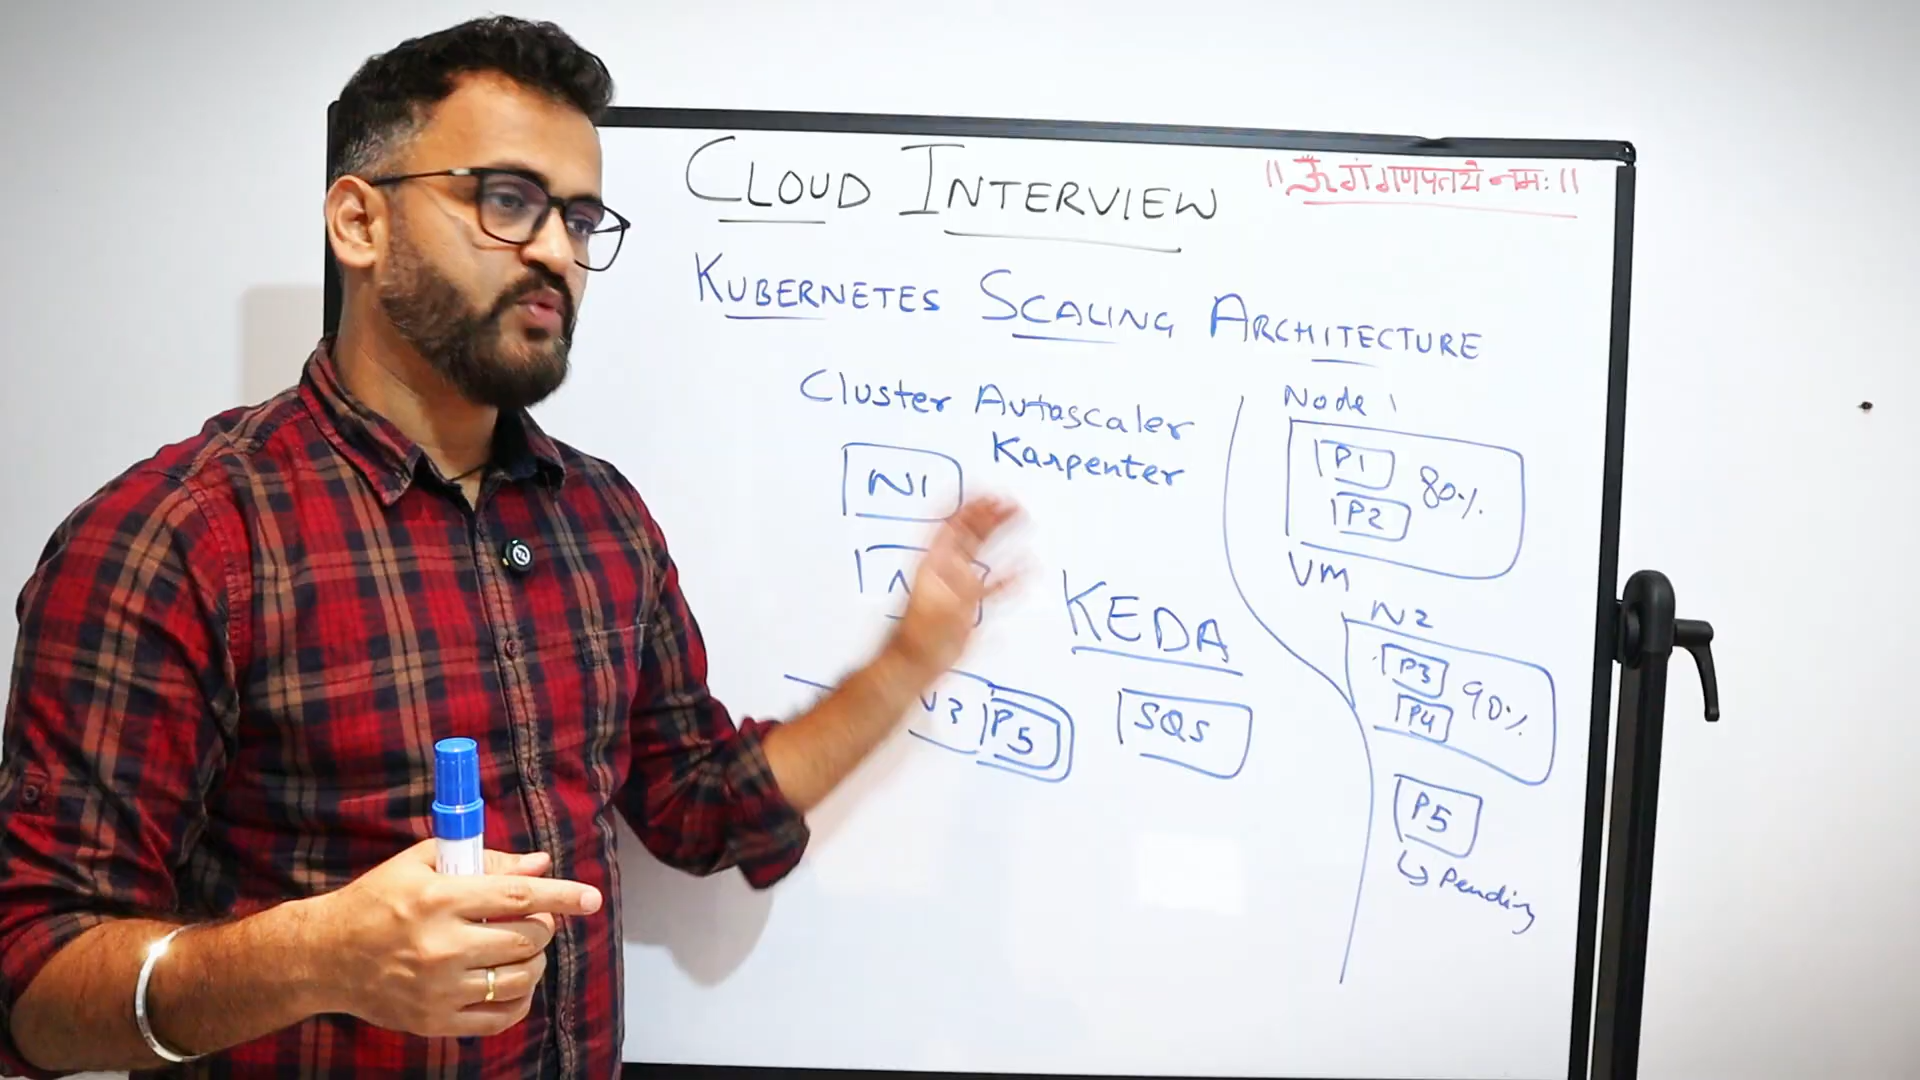 CLOUD INTERVIEW
|| ॐ गं गणपतये नमः ||
KUBERNETES SCALING ARCHITECTURE
Cluster Autoscaler
Karpenter
N1
KEDA
P5
SQS
Node 1
P1
80%
P2
VM
N2
P3
90%
P4
P5
Pending